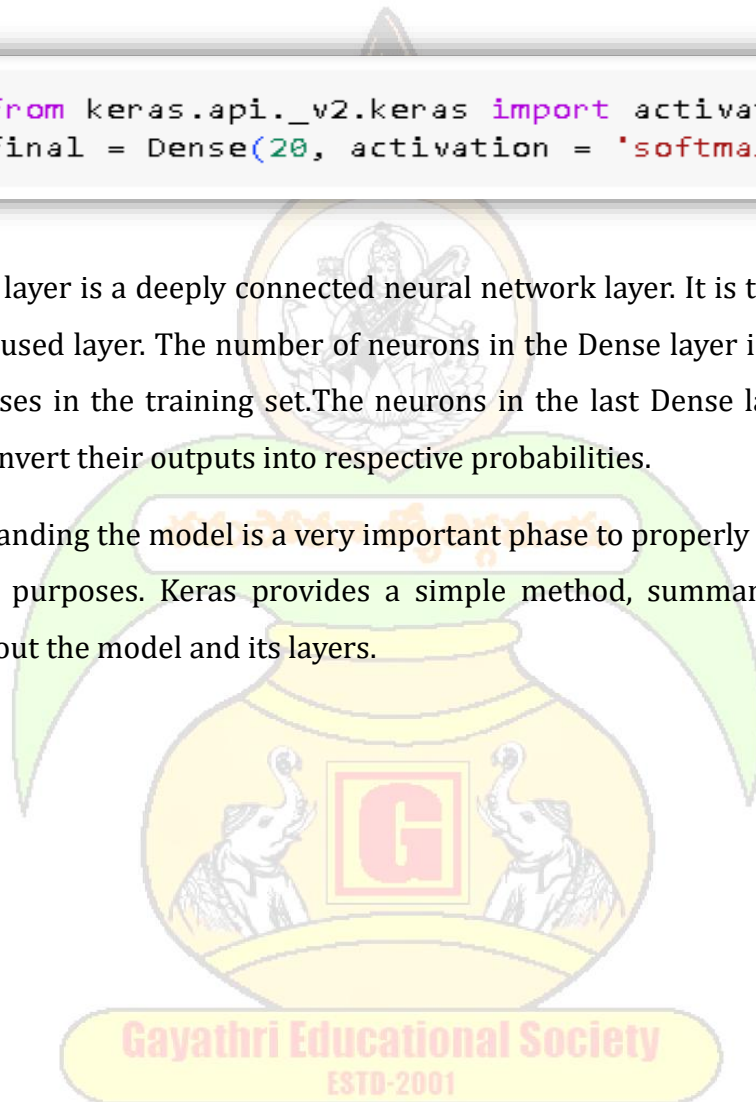 from keras.api._v2.keras import activa
final = Dense(20, activation = 'softma
layer is a deeply connected neural network layer. It is t
used layer. The number of neurons in the Dense layer i
ses in the training set.The neurons in the last Dense la
nvert their outputs into respective probabilities.
anding the model is a very important phase to properly
purposes. Keras provides a simple method, summar
out the model and its layers.
G
Gayathri Educational Society
ESTD-2001